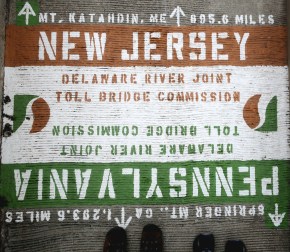 MT. KATAHDIN, ME 895.6 MILES
NEW JERSEY
DELAWARE RIVER JOINT
TOLL BRIDGE COMMISSION
DELAWARE RIVER JOINT
TOLL BRIDGE COMMISSION
PENNSYLVANIA
SPRINGER MT., GA 1,293.6 MILES